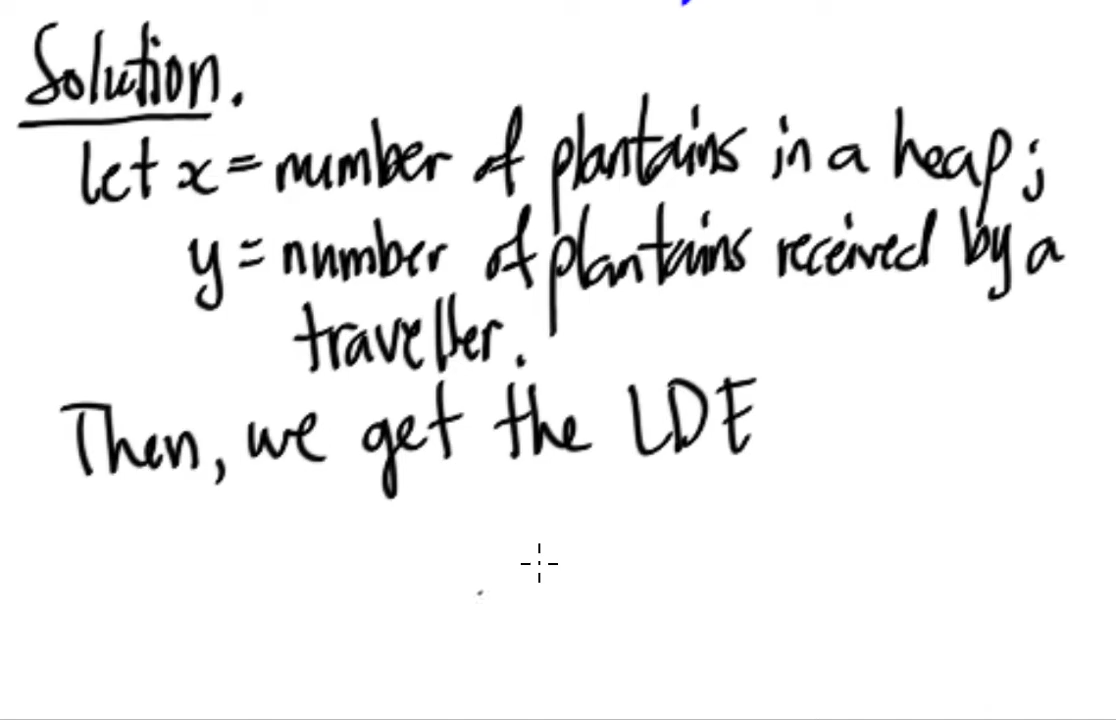 Solution.
let x = number of plantains in a heap;
y = number of plantains received by a
traveller.
Then, we get the LDE